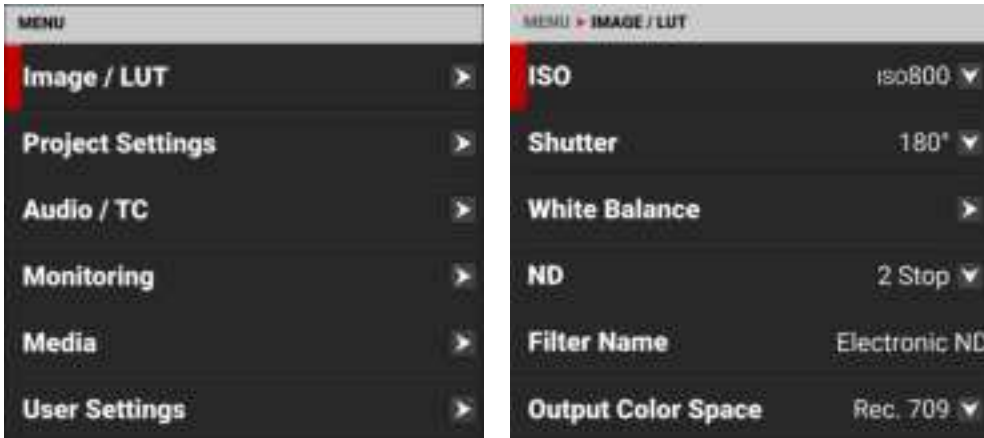 MENU
Image / LUT
Project Settings
Audio / TC
Monitoring
Media
User Settings
MENU ► IMAGE / LUT
ISO ISO800
Shutter 180°
White Balance
ND 2 Stop
Filter Name Electronic ND
Output Color Space Rec. 709